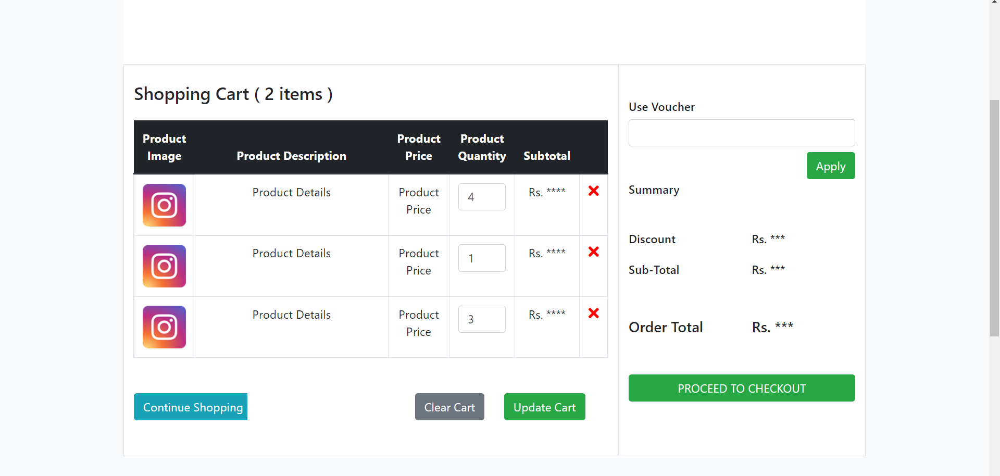 Shopping Cart ( 2 items )
Product Image
Product Description
Product Price
Product Quantity
Subtotal
Product Details
Product Price
4
Rs. ****
Product Details
Product Price
1
Rs. ****
Product Details
Product Price
3
Rs. ****
Continue Shopping
Clear Cart
Update Cart
Use Voucher
Apply
Summary
Discount Rs. ***
Sub-Total Rs. ***
Order Total Rs. ***
PROCEED TO CHECKOUT